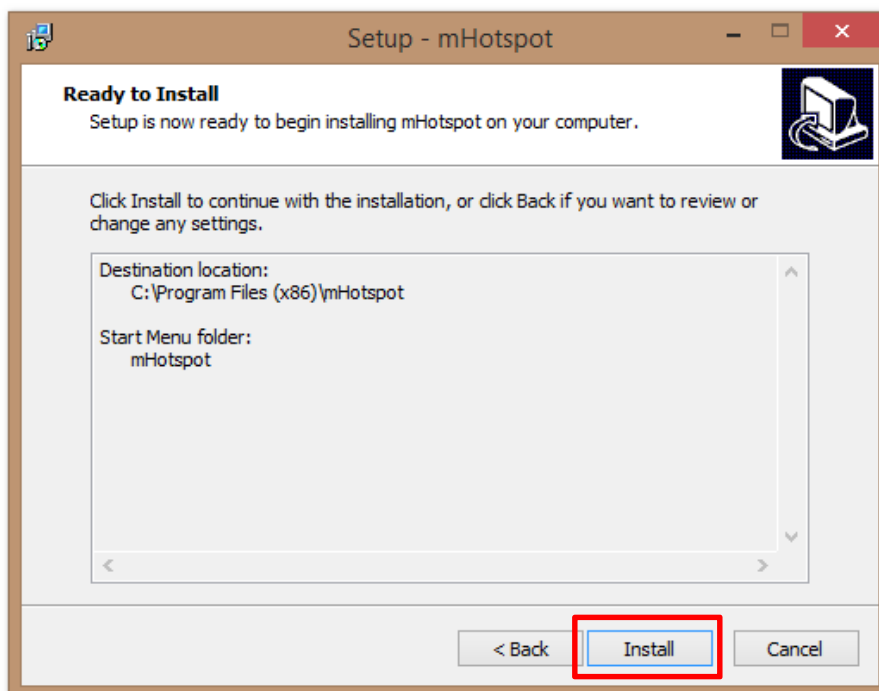 Setup - mHotspot
Ready to Install
Setup is now ready to begin installing mHotspot on your computer.
Click Install to continue with the installation, or click Back if you want to review or
change any settings.
Destination location:
C:\Program Files (x86)\mHotspot
Start Menu folder:
mHotspot
< Back Install Cancel